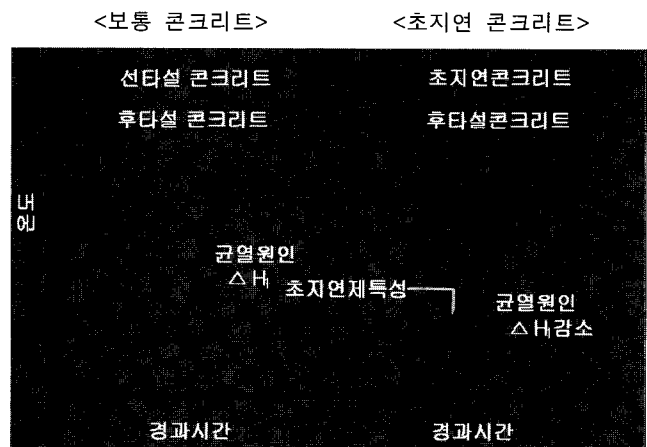 <보통 콘크리트>
<초지연 콘크리트>
선타설 콘크리트
후타설 콘크리트
초지연콘크리트
후타설콘크리트
온도
균열원인
△ H₁
초지연제특성
균열원인
△ H₁감소
경과시간
경과시간